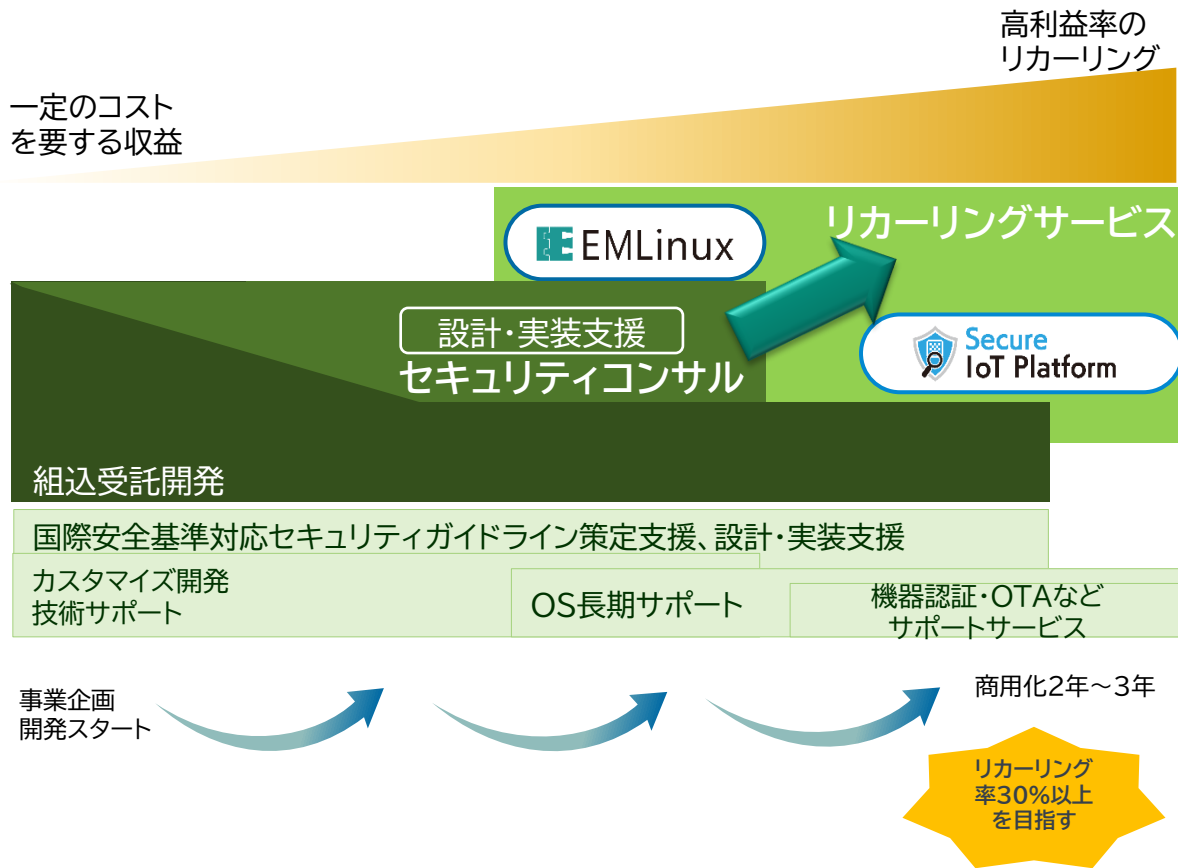 高利益率の
リカーリング
一定のコスト
を要する収益
EMLinux
リカーリングサービス
設計・実装支援
セキュリティコンサル
Secure
IoT Platform
組込受託開発
国際安全基準対応セキュリティガイドライン策定支援、設計・実装支援
カスタマイズ開発
技術サポート
OS長期サポート
機器認証・OTAなど
サポートサービス
事業企画
開発スタート
商用化2年～3年
リカーリング
率30%以上
を目指す